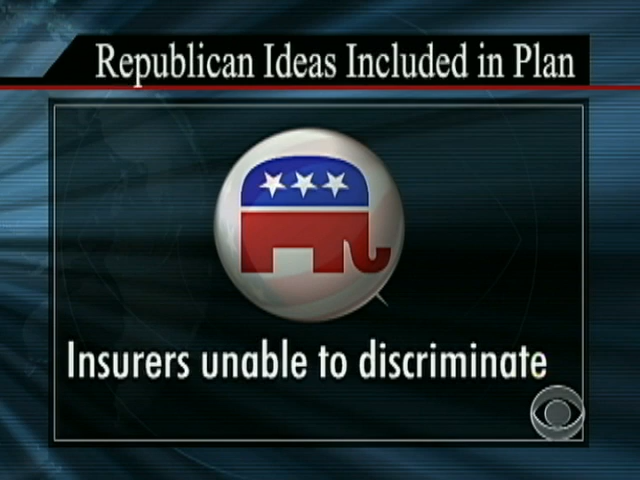 Republican Ideas Included in Plan
Insurers unable to discriminate